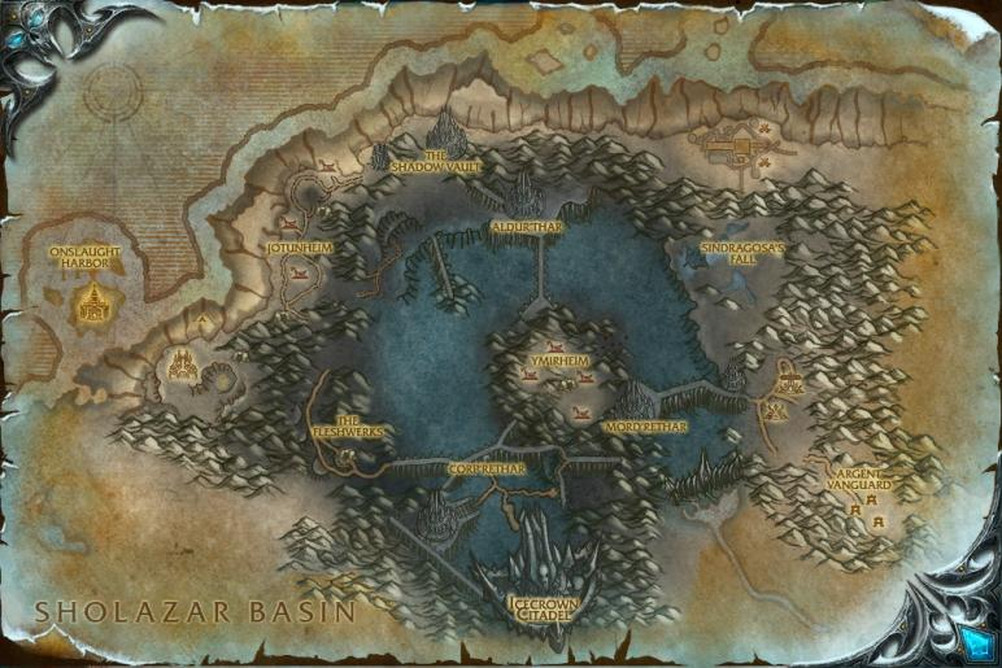 THE
SHADOW VAULT
ALDUR'THAR
JOTUNHEIM
ONSLAUGHT
HARBOR
SINDRAGOSA'S
FALL
YMIRHEIM
THE
FLESHWERKS
MORD'RETHAR
CORP'RETHAR
ARGENT
VANGUARD
ICECROWN
CITADEL
SHOLAZAR BASIN